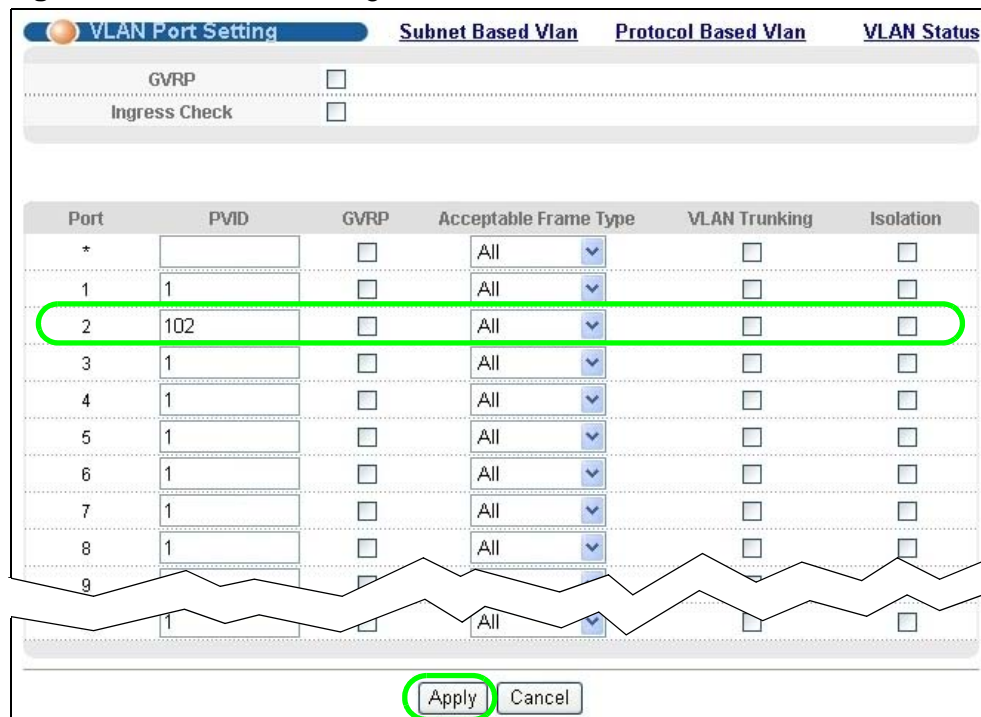 VLAN Port Setting Subnet Based Vlan Protocol Based Vlan VLAN Status
GVRP
Ingress Check
Port PVID GVRP Acceptable Frame Type VLAN Trunking Isolation
* All
1 1 All
2 102 All
3 1 All
4 1 All
5 1 All
6 1 All
7 1 All
8 1 All
9
1 All
Apply Cancel